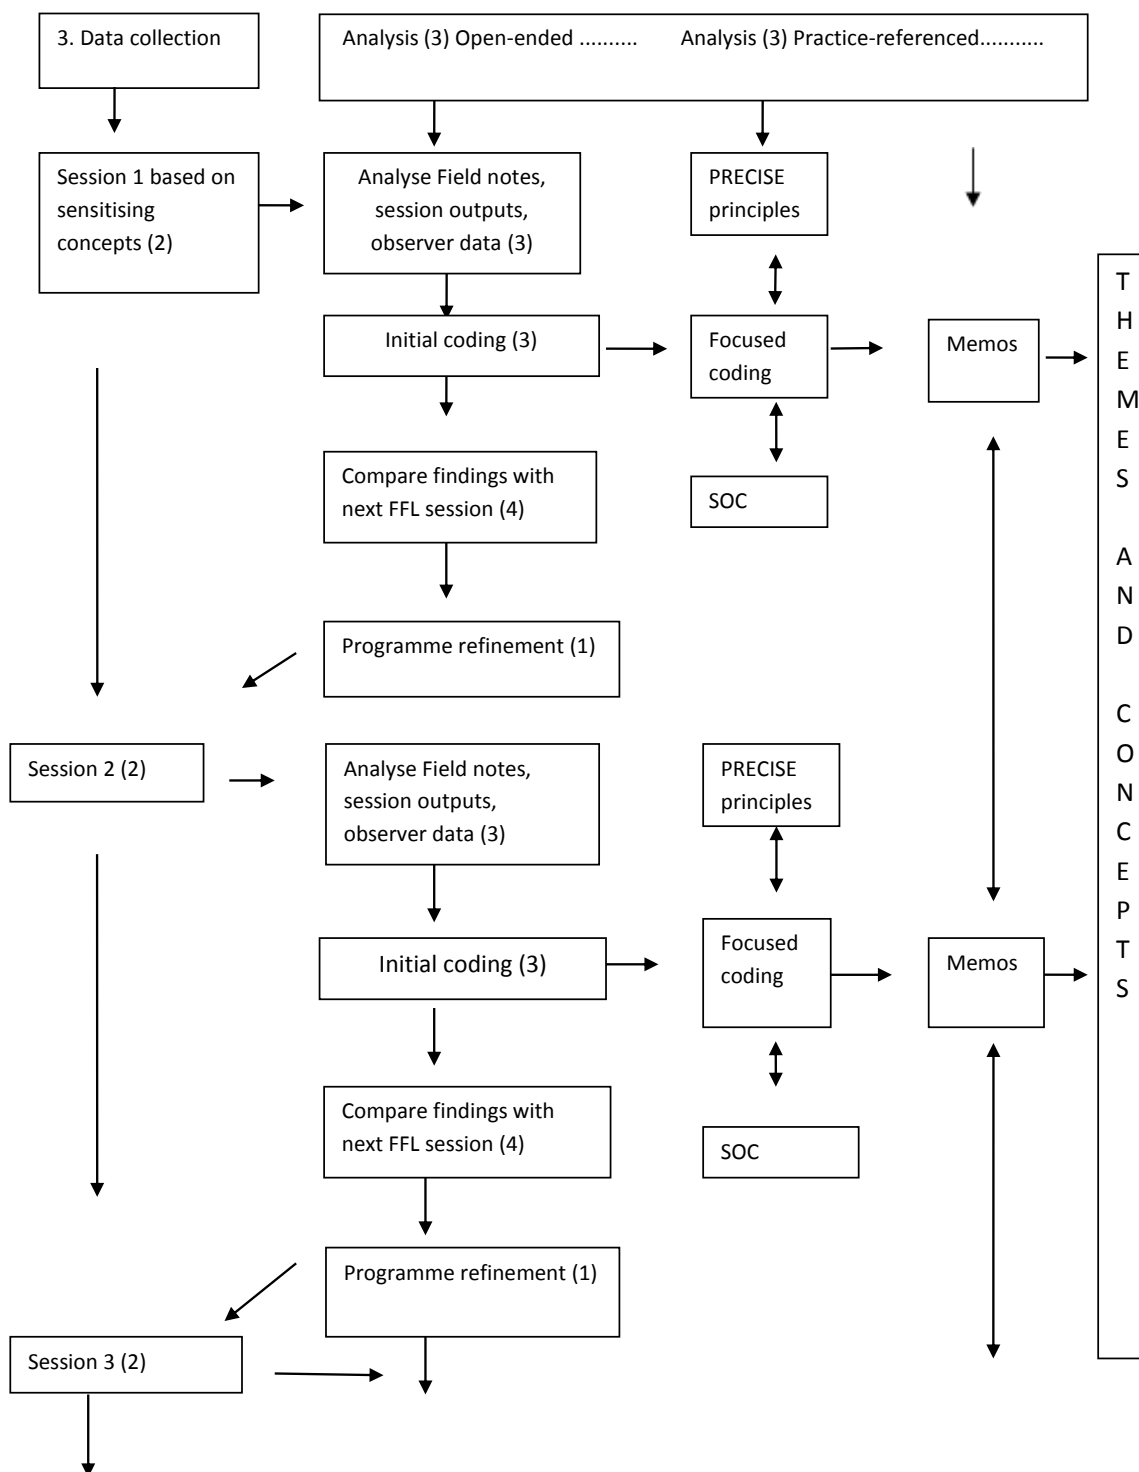 3. Data collection
Analysis (3) Open-ended .......... Analysis (3) Practice-referenced...........
Session 1 based on
sensitising
concepts (2)
Analyse Field notes,
session outputs,
observer data (3)
PRECISE
principles
Initial coding (3)
Focused
coding
Memos
Compare findings with
next FFL session (4)
SOC
Programme refinement (1)
Session 2 (2)
Analyse Field notes,
session outputs,
observer data (3)
PRECISE
principles
Initial coding (3)
Focused
coding
Memos
Compare findings with
next FFL session (4)
SOC
Programme refinement (1)
Session 3 (2)
THEMES AND CONCEPTS